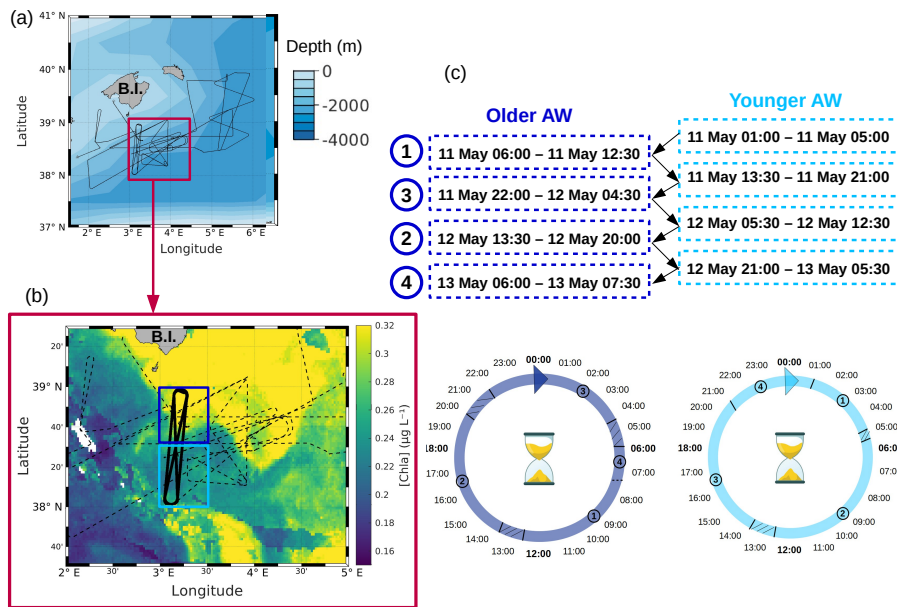 (a)
41° N
40° N
39° N
38° N
37° N
Latitude
B.I.
2° E
3° E
4° E
5° E
6° E
Longitude
Depth (m)
0
-2000
-4000
(b)
20'
39° N
40'
20'
38° N
40'
Latitude
B.I.
2° E
30'
3° E
30'
4° E
30'
5° E
Longitude
0.32
0.3
0.28
0.26
0.24
0.22
0.2
0.18
0.16
[Chla] (μg L⁻¹)
(c)
Older AW
Younger AW
1
11 May 06:00 – 11 May 12:30
3
11 May 22:00 – 12 May 04:30
2
12 May 13:30 – 12 May 20:00
4
13 May 06:00 – 13 May 07:30
11 May 01:00 – 11 May 05:00
11 May 13:30 – 11 May 21:00
12 May 05:30 – 12 May 12:30
12 May 21:00 – 13 May 05:30
00:00
01:00
02:00
03:00
04:00
05:00
06:00
07:00
08:00
09:00
10:00
11:00
12:00
13:00
14:00
15:00
16:00
17:00
18:00
19:00
20:00
21:00
22:00
23:00
3
4
1
2
00:00
01:00
02:00
03:00
04:00
05:00
06:00
07:00
08:00
09:00
10:00
11:00
12:00
13:00
14:00
15:00
16:00
17:00
18:00
19:00
20:00
21:00
22:00
23:00
1
2
3
4